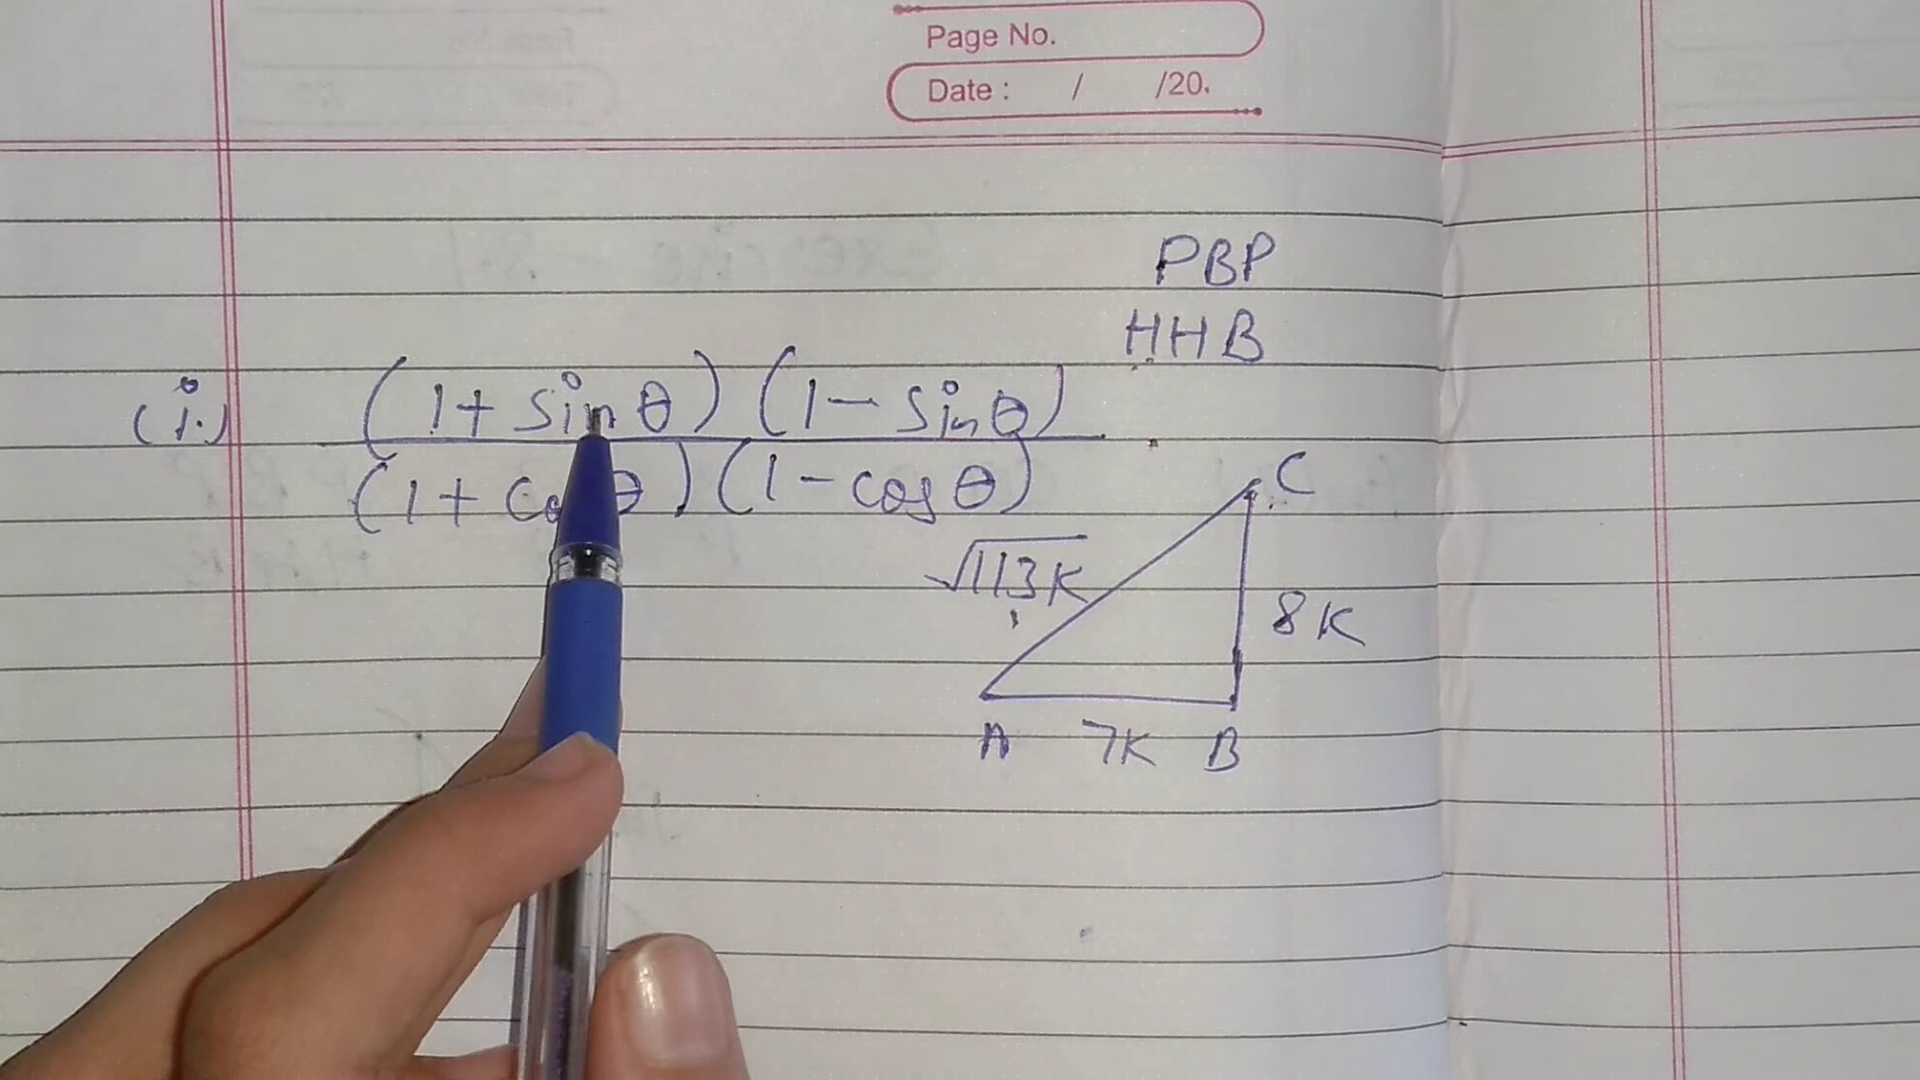 Page No.
Date : / /20.
PBP
HHB
(i.) (1 + sinθ) (1 - sinθ)
(1 + cosθ) (1 - cosθ)
C
√113K
8K
A 7K B